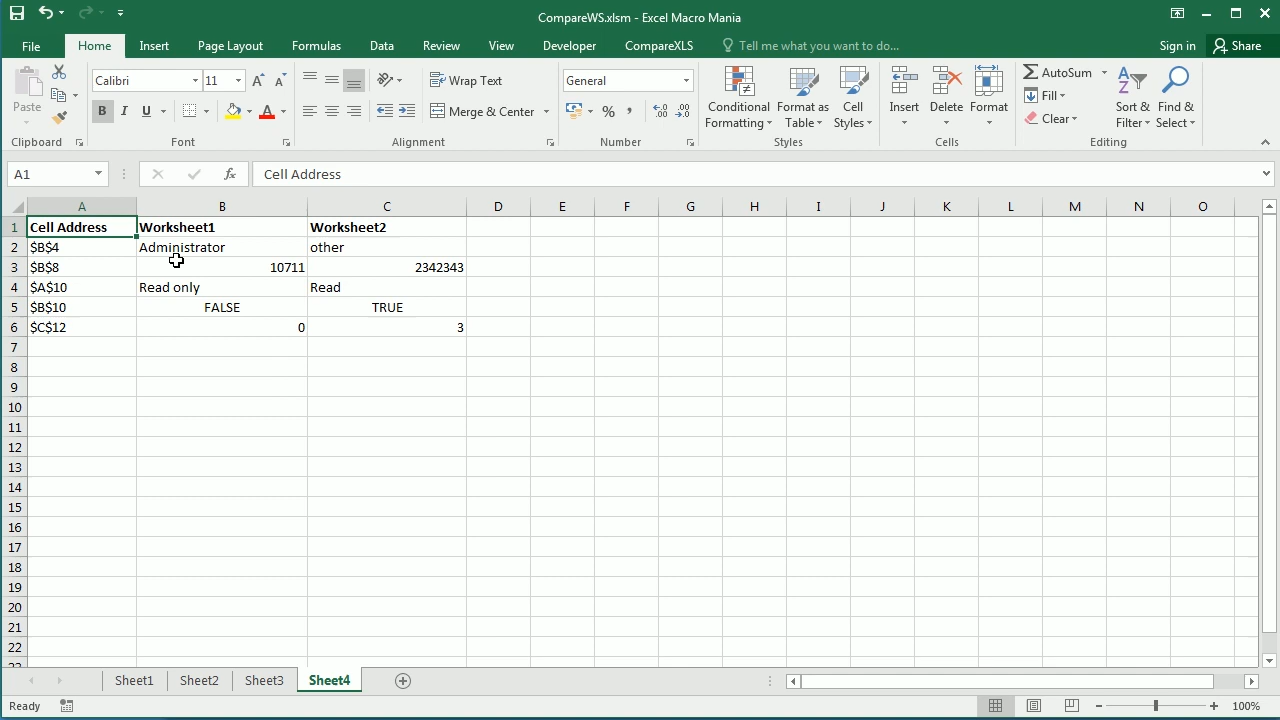 CompareWS.xlsm - Excel Macro Mania
File Home Insert Page Layout Formulas Data Review View Developer CompareXLS Tell me what you want to do... Sign in Share
Calibri 11 Wrap Text General AutoSum
Paste Conditional Formatting Format as Table Cell Styles Insert Delete Format Fill Sort & Filter Find & Select
B I U Merge & Center % , Clear
Clipboard Font Alignment Number Styles Cells Editing
A1 fx Cell Address
A B C D E F G H I J K L M N O
1 Cell Address Worksheet1 Worksheet2
2 $B$4 Administrator other
3 $B$8 10711 2342343
4 $A$10 Read only Read
5 $B$10 FALSE TRUE
6 $C$12 0 3
7
8
9
10
11
12
13
14
15
16
17
18
19
20
21
22
Sheet1 Sheet2 Sheet3 Sheet4
Ready 100%